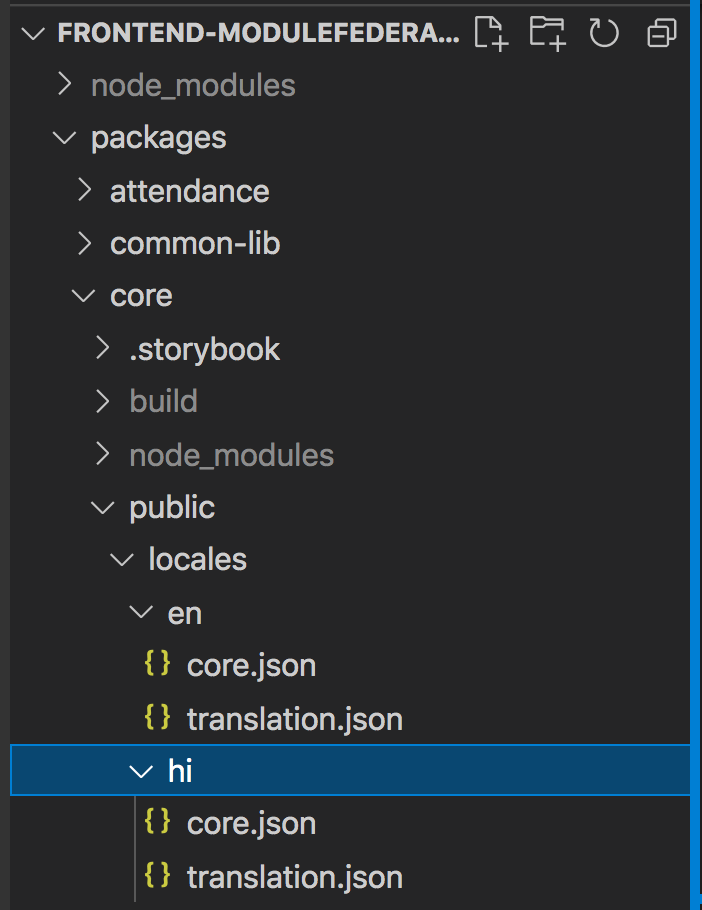 FRONTEND-MODULEFEDERA...
node_modules
packages
attendance
common-lib
core
.storybook
build
node_modules
public
locales
en
{} core.json
{} translation.json
hi
{} core.json
{} translation.json